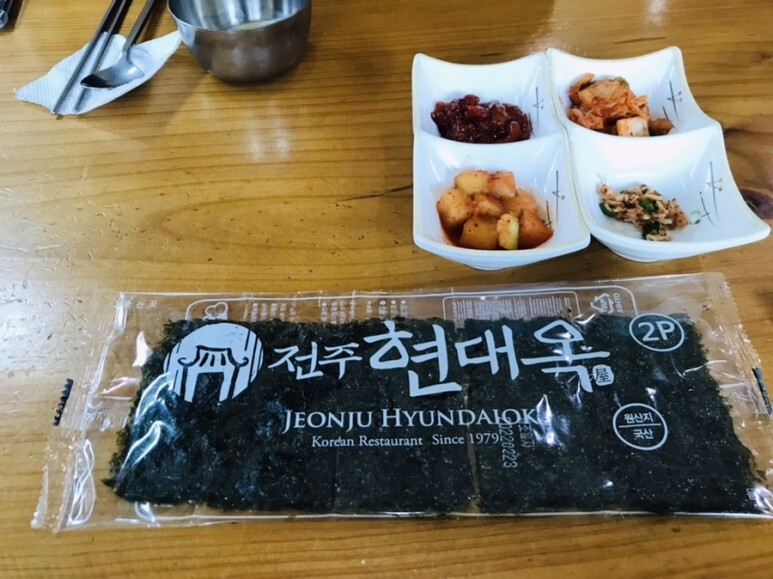 전주 현대옥 屋
2P
JEONJU HYUNDAIOK
Korean Restaurant Since 1979
원산지
국산